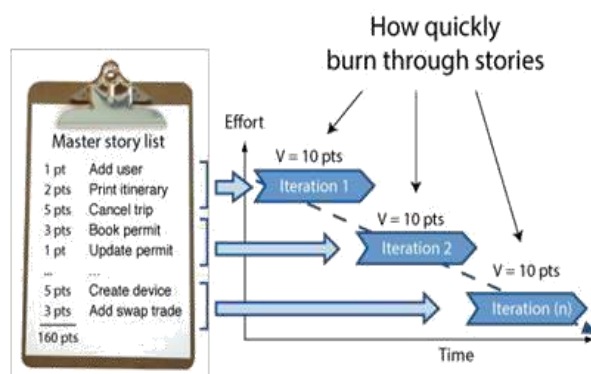 How quickly
burn through stories
Master story list
1 pt Add user
2 pts Print itinerary
5 pts Cancel trip
3 pts Book permit
1 pt Update permit
... ...
5 pts Create device
3 pts Add swap trade
160 pts
Effort
V = 10 pts
Iteration 1
V = 10 pts
Iteration 2
V = 10 pts
Iteration (n)
Time